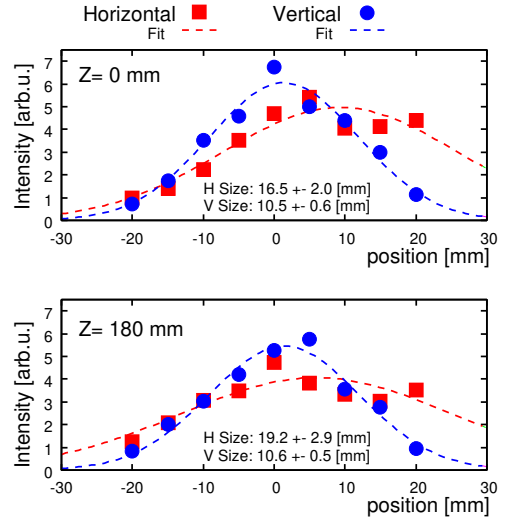 Horizontal Vertical
Fit Fit
Z= 0 mm
Intensity [arb.u.]
7
6
5
4
3
2
1
0
H Size: 16.5 +- 2.0 [mm]
V Size: 10.5 +- 0.6 [mm]
-30 -20 -10 0 10 20 30
position [mm]
Z= 180 mm
Intensity [arb.u.]
7
6
5
4
3
2
1
0
H Size: 19.2 +- 2.9 [mm]
V Size: 10.6 +- 0.5 [mm]
-30 -20 -10 0 10 20 30
position [mm]